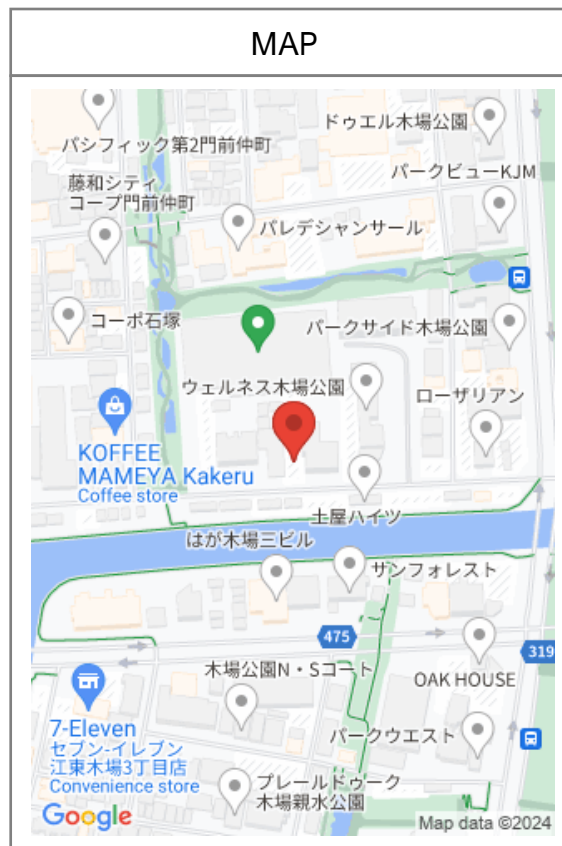 MAP
ドゥエル木場公園
パシフィック第2門前仲町
藤和シティ
コープ門前仲町
パークビューKJM
パレデシャンサール
コーポ石塚
パークサイド木場公園
ウェルネス木場公園
ローザリアン
KOFFEE
MAMEYA Kakeru
Coffee store
土屋ハイツ
はが木場三ビル
サンフォレスト
475
319
木場公園N・Sコート
OAK HOUSE
7-Eleven
セブン-イレブン
江東木場3丁目店
Convenience store
パークウエスト
プレールドゥーク
木場親水公園
Google
Map data ©2024